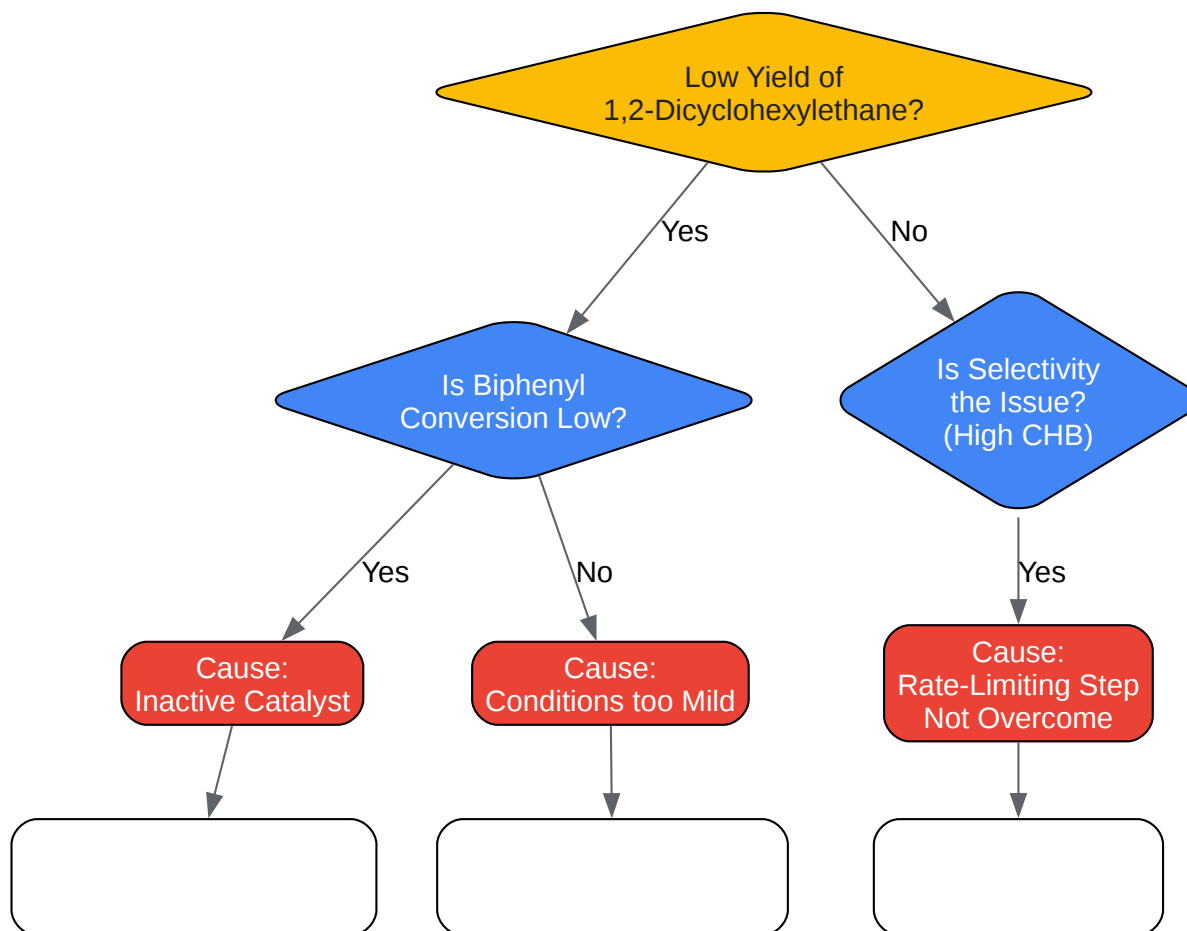 Low Yield of
1,2-Dicyclohexylethane?
Yes
No
Is Biphenyl
Conversion Low?
Is Selectivity
the Issue?
(High CHB)
Yes
No
Yes
Cause:
Inactive Catalyst
Cause:
Conditions too Mild
Cause:
Rate-Limiting Step
Not Overcome